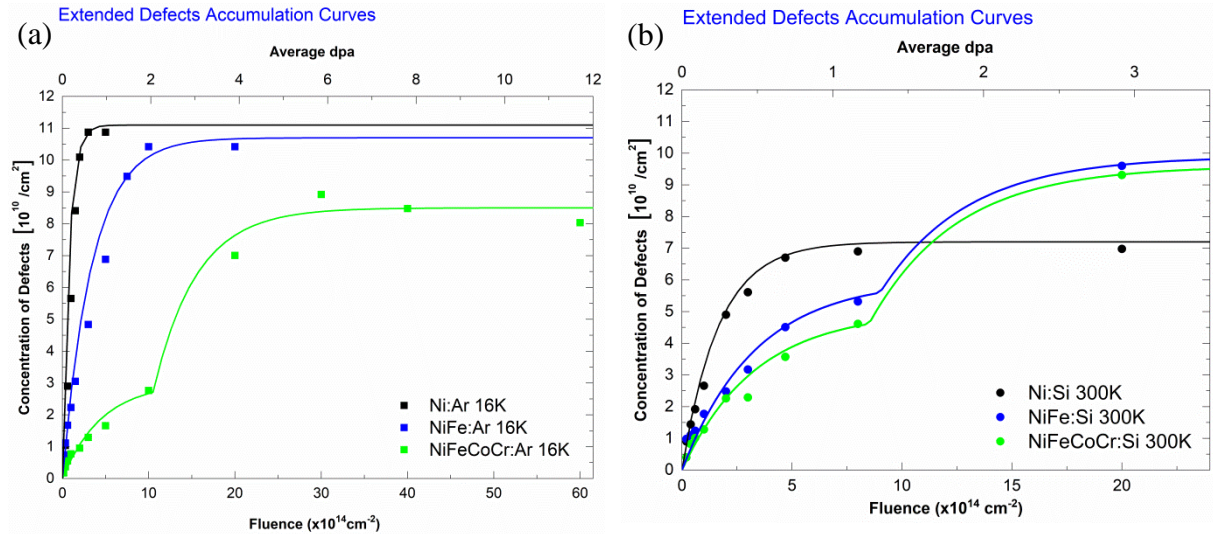 Extended Defects Accumulation Curves
(a)
Average dpa
0 2 4 6 8 10 12
12
11
10
9
8
7
6
5
4
3
2
1
0
Concentration of Defects [10^10 /cm^2]
Ni:Ar 16K
NiFe:Ar 16K
NiFeCoCr:Ar 16K
0 10 20 30 40 50 60
Fluence (x10^14 cm^-2)
Extended Defects Accumulation Curves
(b)
Average dpa
0 1 2 3
12
11
10
9
8
7
6
5
4
3
2
1
0
Concentration of Defects [10^10 /cm^2]
Ni:Si 300K
NiFe:Si 300K
NiFeCoCr:Si 300K
0 5 10 15 20
Fluence (x10^14 cm^-2)